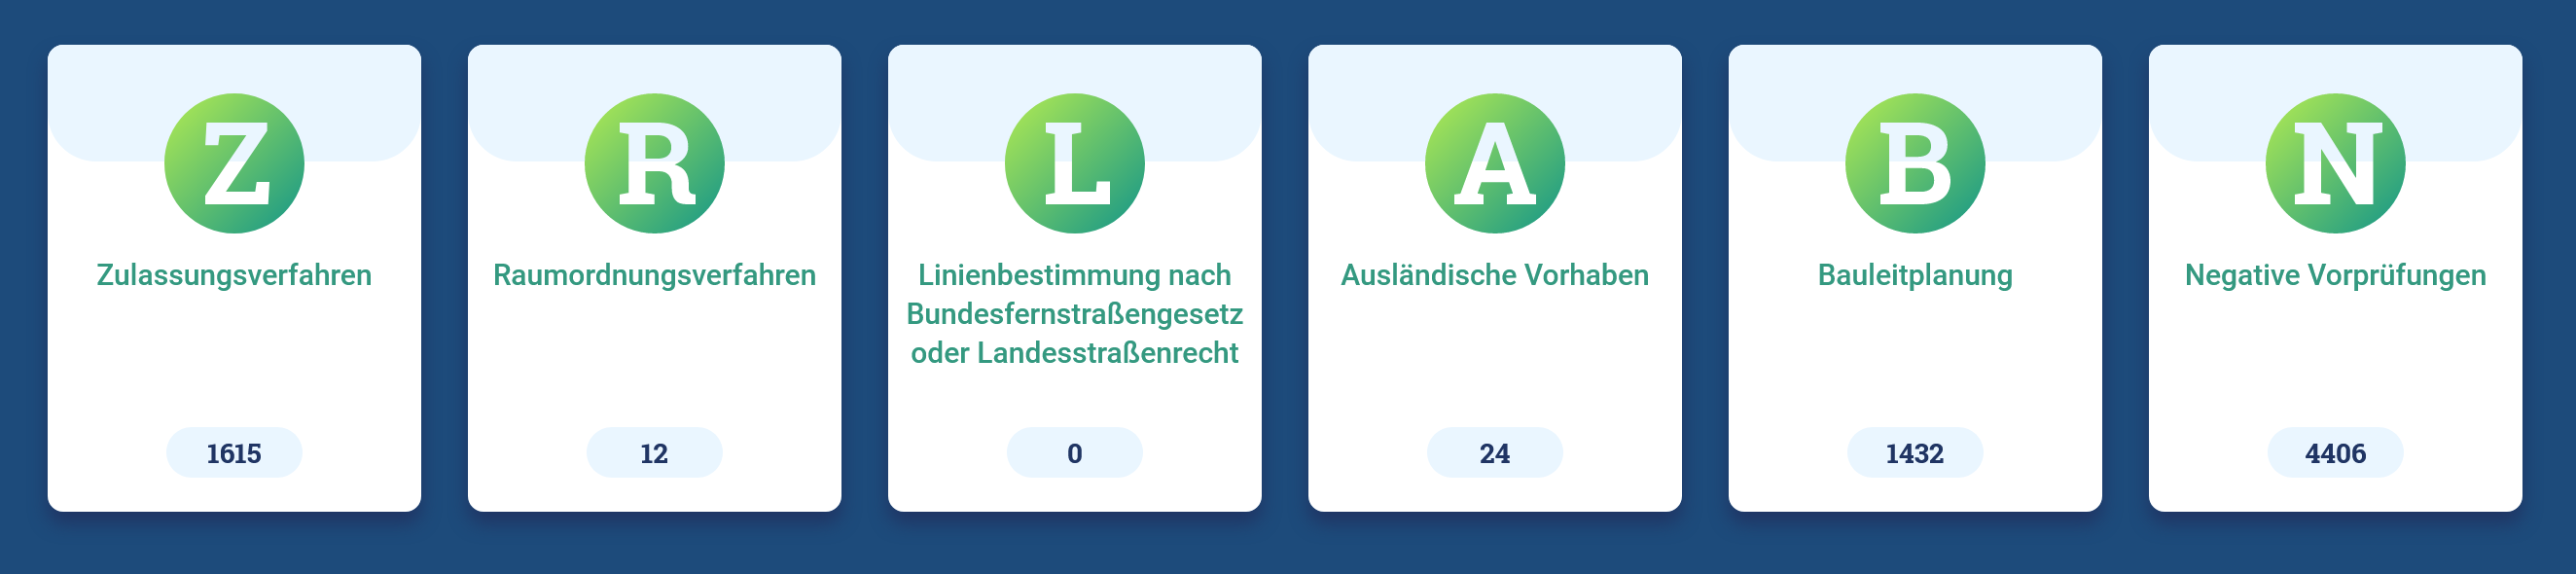 Z
Zulassungsverfahren
1615
R
Raumordnungsverfahren
12
L
Linienbestimmung nach
Bundesfernstraßengesetz
oder Landesstraßenrecht
0
A
Ausländische Vorhaben
24
B
Bauleitplanung
1432
N
Negative Vorprüfungen
4406